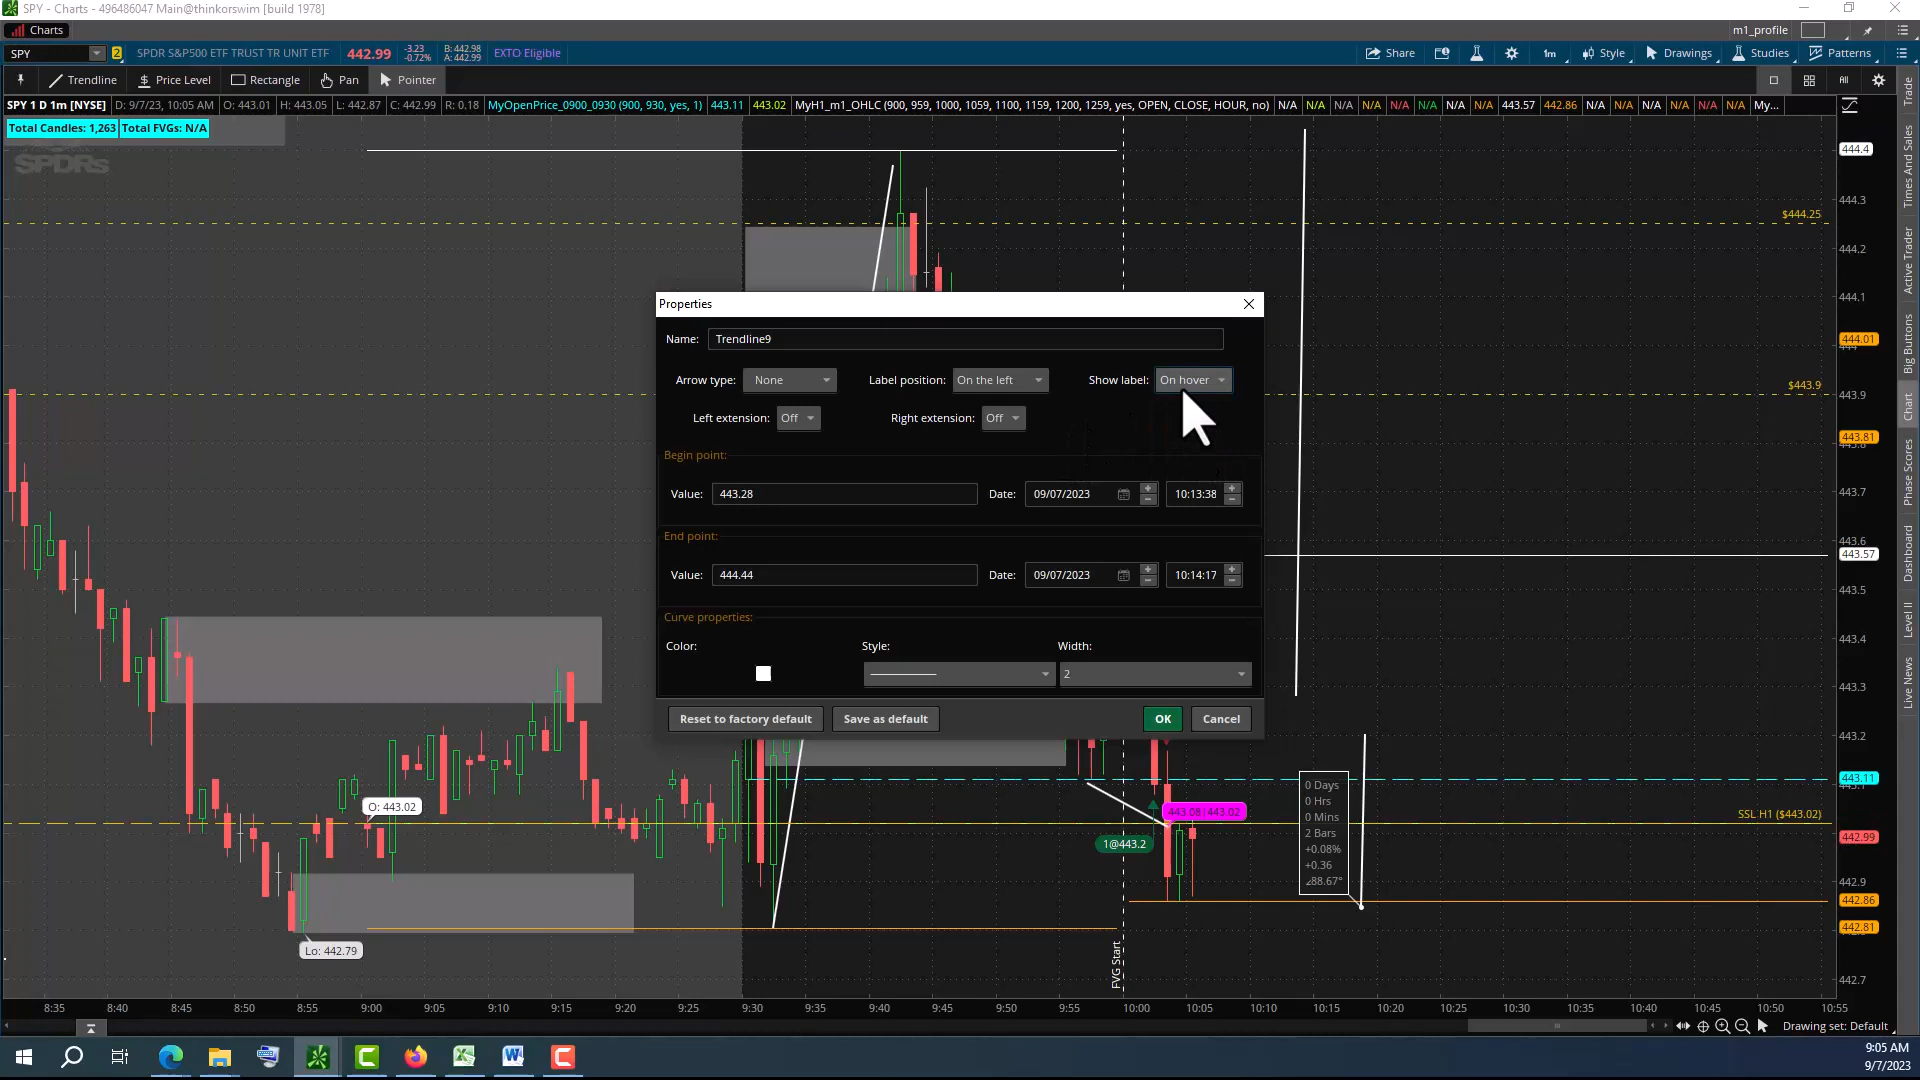 SPY - Charts - 496486047 Main@thinkorswim [build 1978]
Charts
m1_profile
SPY
2
SPDR S&P500 ETF TRUST TR UNIT ETF
442.99
-3.23
-0.72%
B: 442.98
A: 442.99
EXTO Eligible
Share
1m
Style
Drawings
Studies
Patterns
Trendline
Price Level
Rectangle
Pan
Pointer
All
SPY 1 D 1m [NYSE]
D: 9/7/23, 10:05 AM
O: 443.01
H: 443.05
L: 442.87
C: 442.99
R: 0.18
MyOpenPrice_0900_0930 (900, 930, yes, 1)
443.11
443.02
MyH1_m1_OHLC (900, 959, 1000, 1059, 1100, 1159, 1200, 1259, yes, OPEN, CLOSE, HOUR, no)
N/A
N/A
N/A
N/A
N/A
N/A
N/A
N/A
443.57
442.86
N/A
N/A
N/A
N/A
N/A
N/A
My...
Total Candles: 1,263
Total FVGs: N/A
SPDRs
444.4
444.3
$444.25
444.2
444.1
444.01
$443.9
443.9
443.81
443.7
443.6
443.57
443.5
443.4
443.3
443.2
443.11
SSL H1 ($443.02)
442.99
442.9
442.86
442.81
442.7
Properties
Name:
Trendline9
Arrow type:
None
Label position:
On the left
Show label:
On hover
Left extension:
Off
Right extension:
Off
Begin point:
Value:
443.28
Date:
09/07/2023
10:13:38
End point:
Value:
444.44
Date:
09/07/2023
10:14:17
Curve properties:
Color:
Style:
Width:
2
Reset to factory default
Save as default
OK
Cancel
O: 443.02
Lo: 442.79
443.08|443.02
1@443.2
0 Days
0 Hrs
0 Mins
2 Bars
+0.08%
+0.36
∠88.67°
FVG Start
8:35
8:40
8:45
8:50
8:55
9:00
9:05
9:10
9:15
9:20
9:25
9:30
9:35
9:40
9:45
9:50
9:55
10:00
10:05
10:10
10:15
10:20
10:25
10:30
10:35
10:40
10:45
10:50
10:55
Drawing set: Default
Trade
Times And Sales
Active Trader
Big Buttons
Chart
Phase Scores
Dashboard
Level II
Live News
9:05 AM
9/7/2023